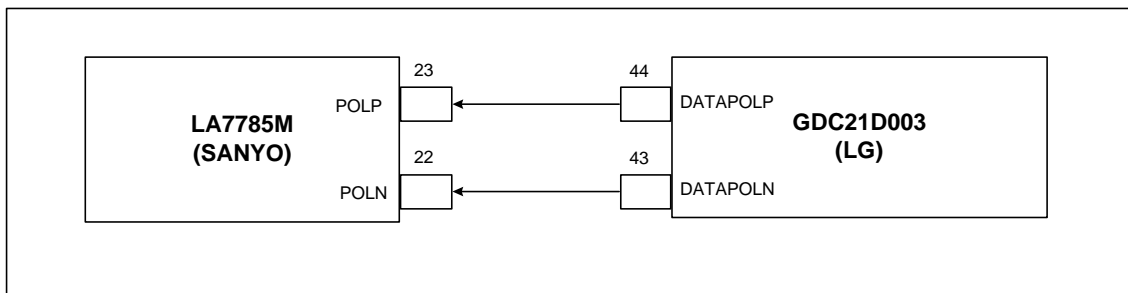 23
44
POLP
DATAPOLP
LA7785M
(SANYO)
GDC21D003
(LG)
22
43
POLN
DATAPOLN